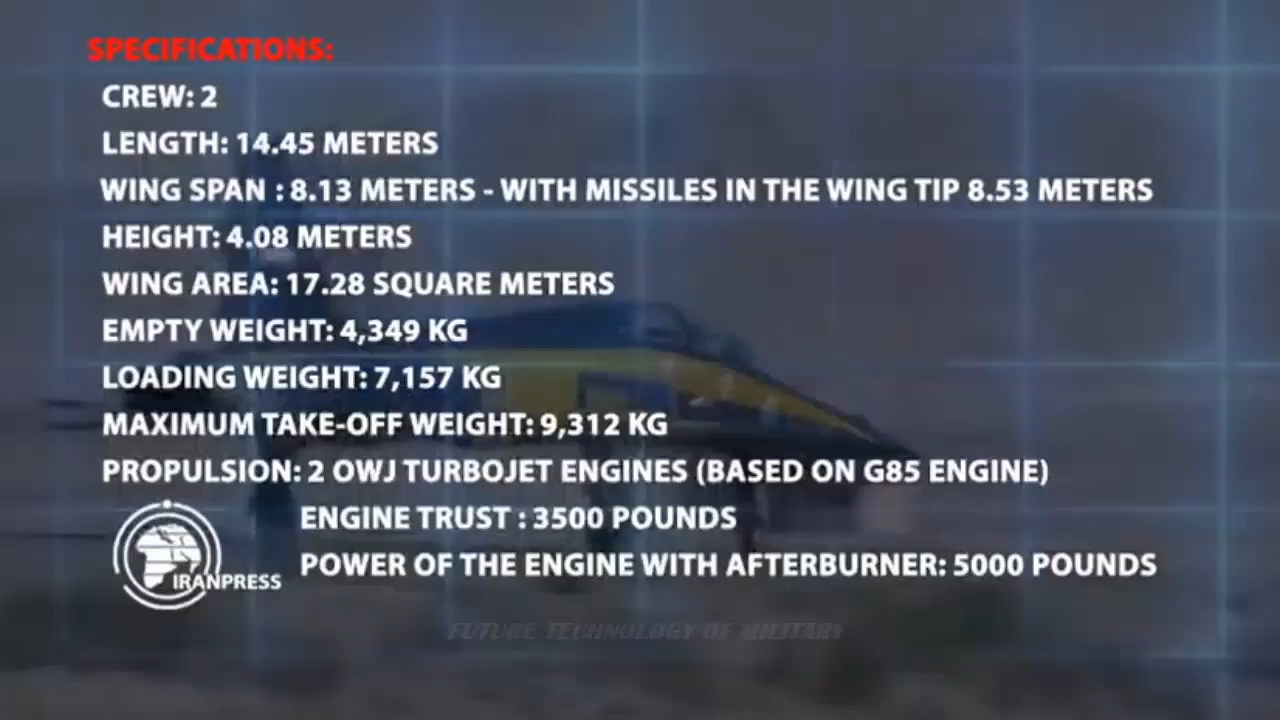 SPECIFICATIONS:
CREW: 2
LENGTH: 14.45 METERS
WING SPAN : 8.13 METERS - WITH MISSILES IN THE WING TIP 8.53 METERS
HEIGHT: 4.08 METERS
WING AREA: 17.28 SQUARE METERS
EMPTY WEIGHT: 4,349 KG
LOADING WEIGHT: 7,157 KG
MAXIMUM TAKE-OFF WEIGHT: 9,312 KG
PROPULSION: 2 OWJ TURBOJET ENGINES (BASED ON G85 ENGINE)
ENGINE TRUST : 3500 POUNDS
POWER OF THE ENGINE WITH AFTERBURNER: 5000 POUNDS
IRANPRESS
FUTURE TECHNOLOGY OF MILITARY